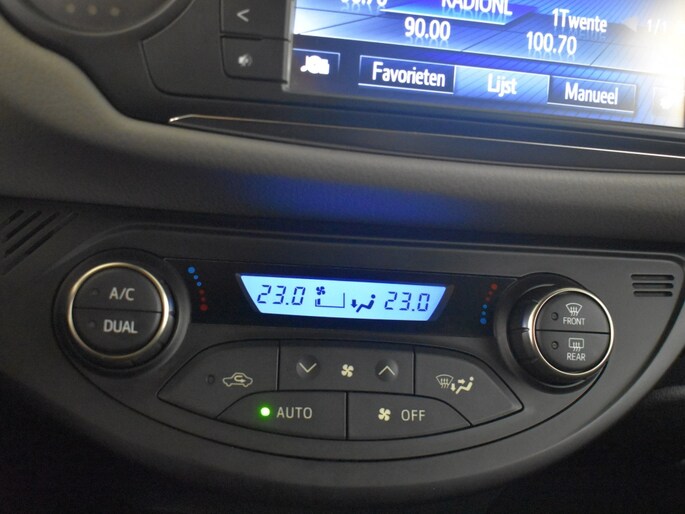 RADIONL 1Twente
90.00 100.70
Favorieten Lijst Manueel
A/C
DUAL
23.0 23.0
FRONT
REAR
AUTO OFF